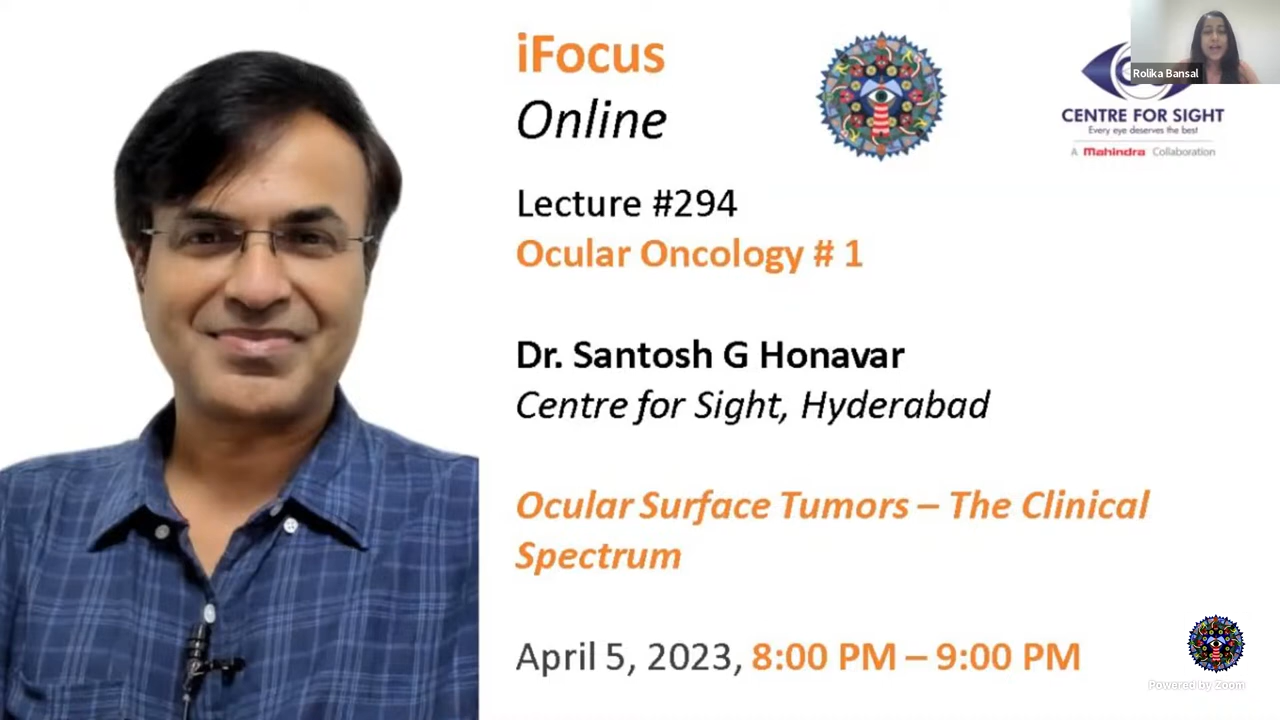 iFocus
Online
Rolika Bansal
CENTRE FOR SIGHT
Every eye deserves the best
A Mahindra Collaboration
Lecture #294
Ocular Oncology # 1
Dr. Santosh G Honavar
Centre for Sight, Hyderabad
Ocular Surface Tumors – The Clinical
Spectrum
April 5, 2023, 8:00 PM – 9:00 PM
Powered by Zoom